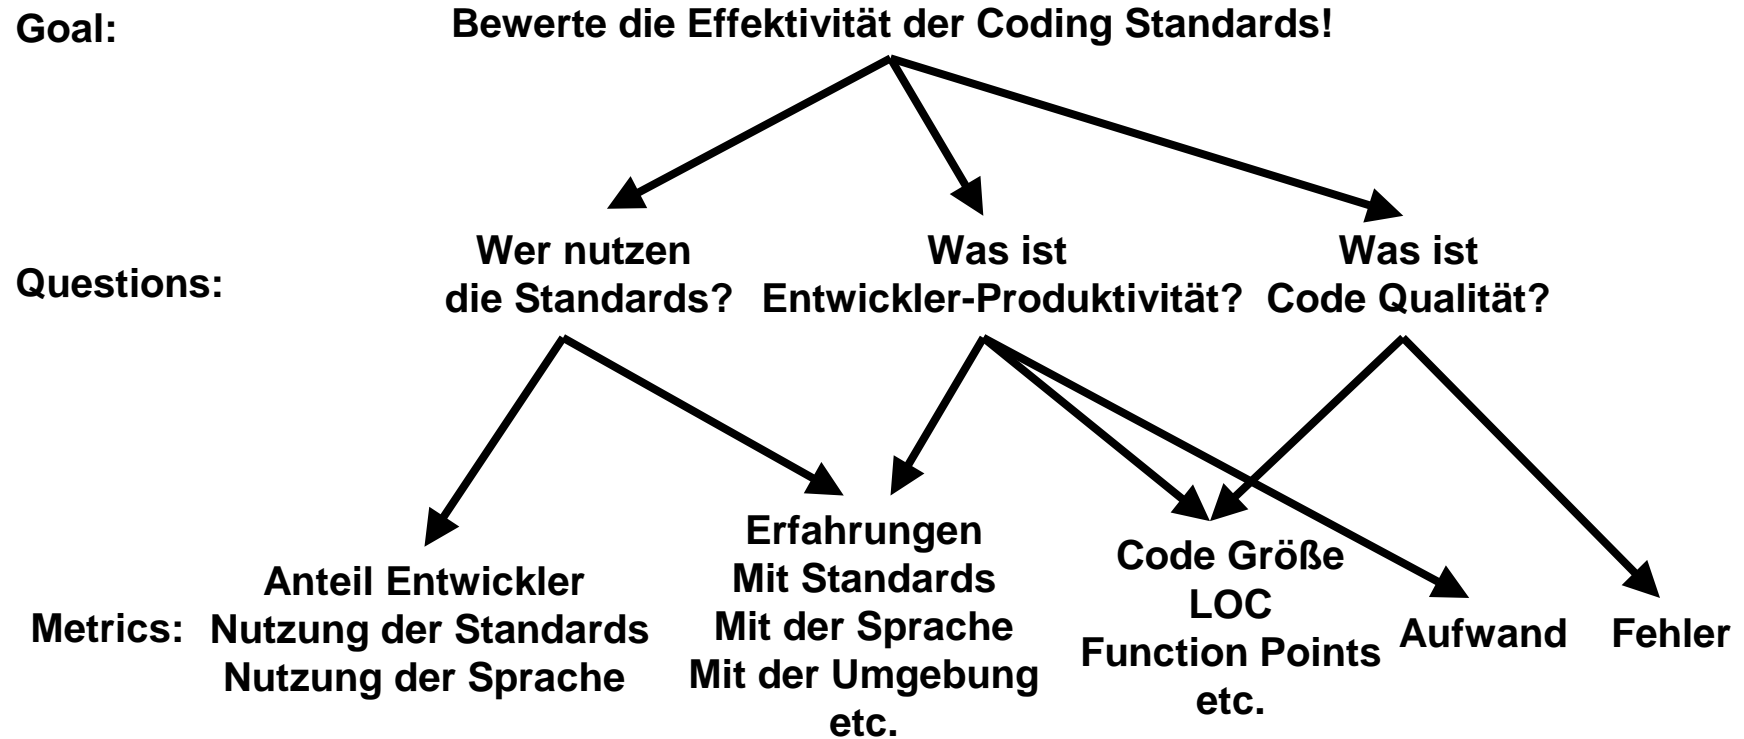 Goal:
Bewerte die Effektivität der Coding Standards!
Questions:
Wer nutzen
die Standards?
Was ist
Entwickler-Produktivität?
Was ist
Code Qualität?
Metrics:
Anteil Entwickler
Nutzung der Standards
Nutzung der Sprache
Erfahrungen
Mit Standards
Mit der Sprache
Mit der Umgebung
etc.
Code Größe
LOC
Function Points
etc.
Aufwand
Fehler